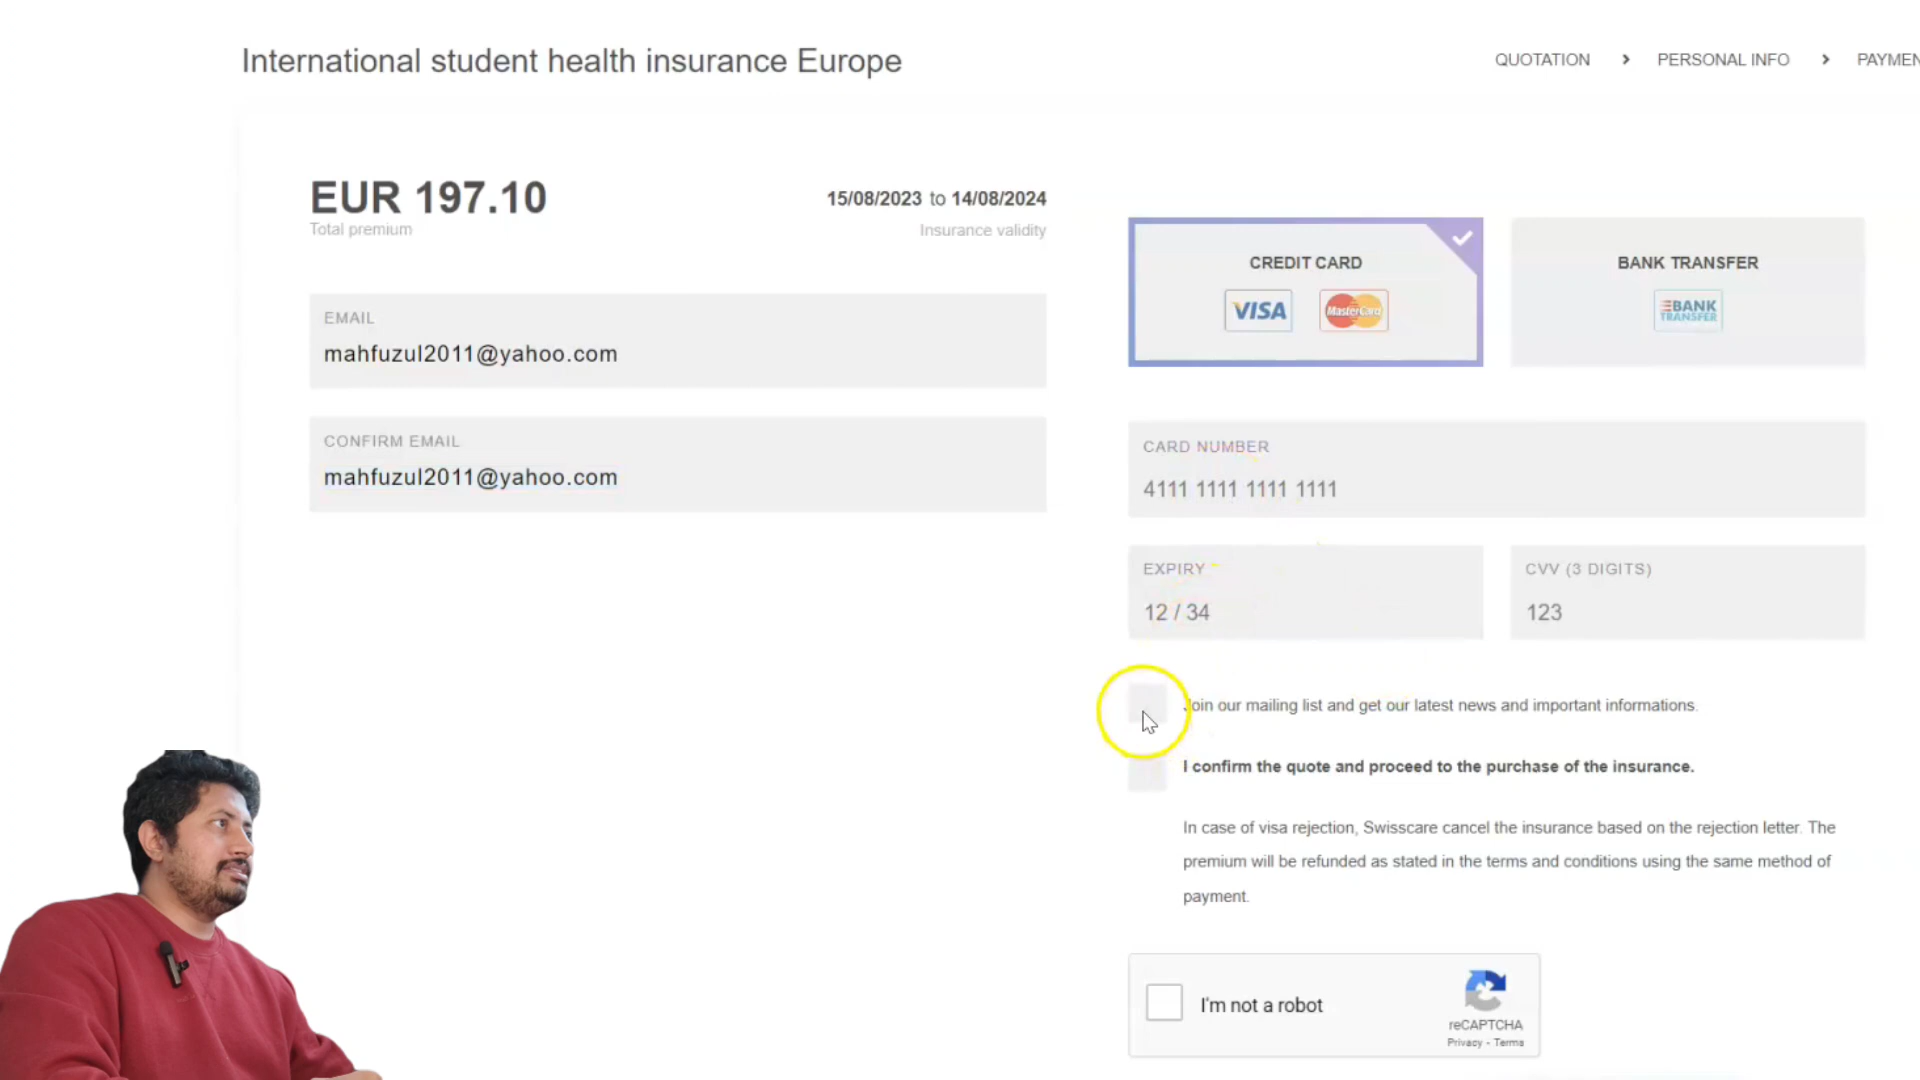 International student health insurance Europe
QUOTATION > PERSONAL INFO > PAYMEN
EUR 197.10
Total premium
15/08/2023 to 14/08/2024
Insurance validity
EMAIL
mahfuzul2011@yahoo.com
CONFIRM EMAIL
mahfuzul2011@yahoo.com
CREDIT CARD
VISA MasterCard
BANK TRANSFER
BANK
TRANSFER
CARD NUMBER
4111 1111 1111 1111
EXPIRY
12 / 34
CVV (3 DIGITS)
123
Join our mailing list and get our latest news and important informations.
I confirm the quote and proceed to the purchase of the insurance.
In case of visa rejection, Swisscare cancel the insurance based on the rejection letter. The
premium will be refunded as stated in the terms and conditions using the same method of
payment.
I'm not a robot
reCAPTCHA
Privacy - Terms